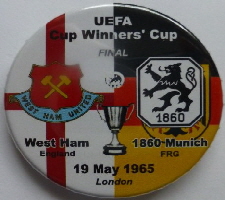 UEFA
Cup Winners' Cup
FINAL
WEST HAM UNITED
1860
West Ham
England
1860 Munich
FRG
19 May 1965
London